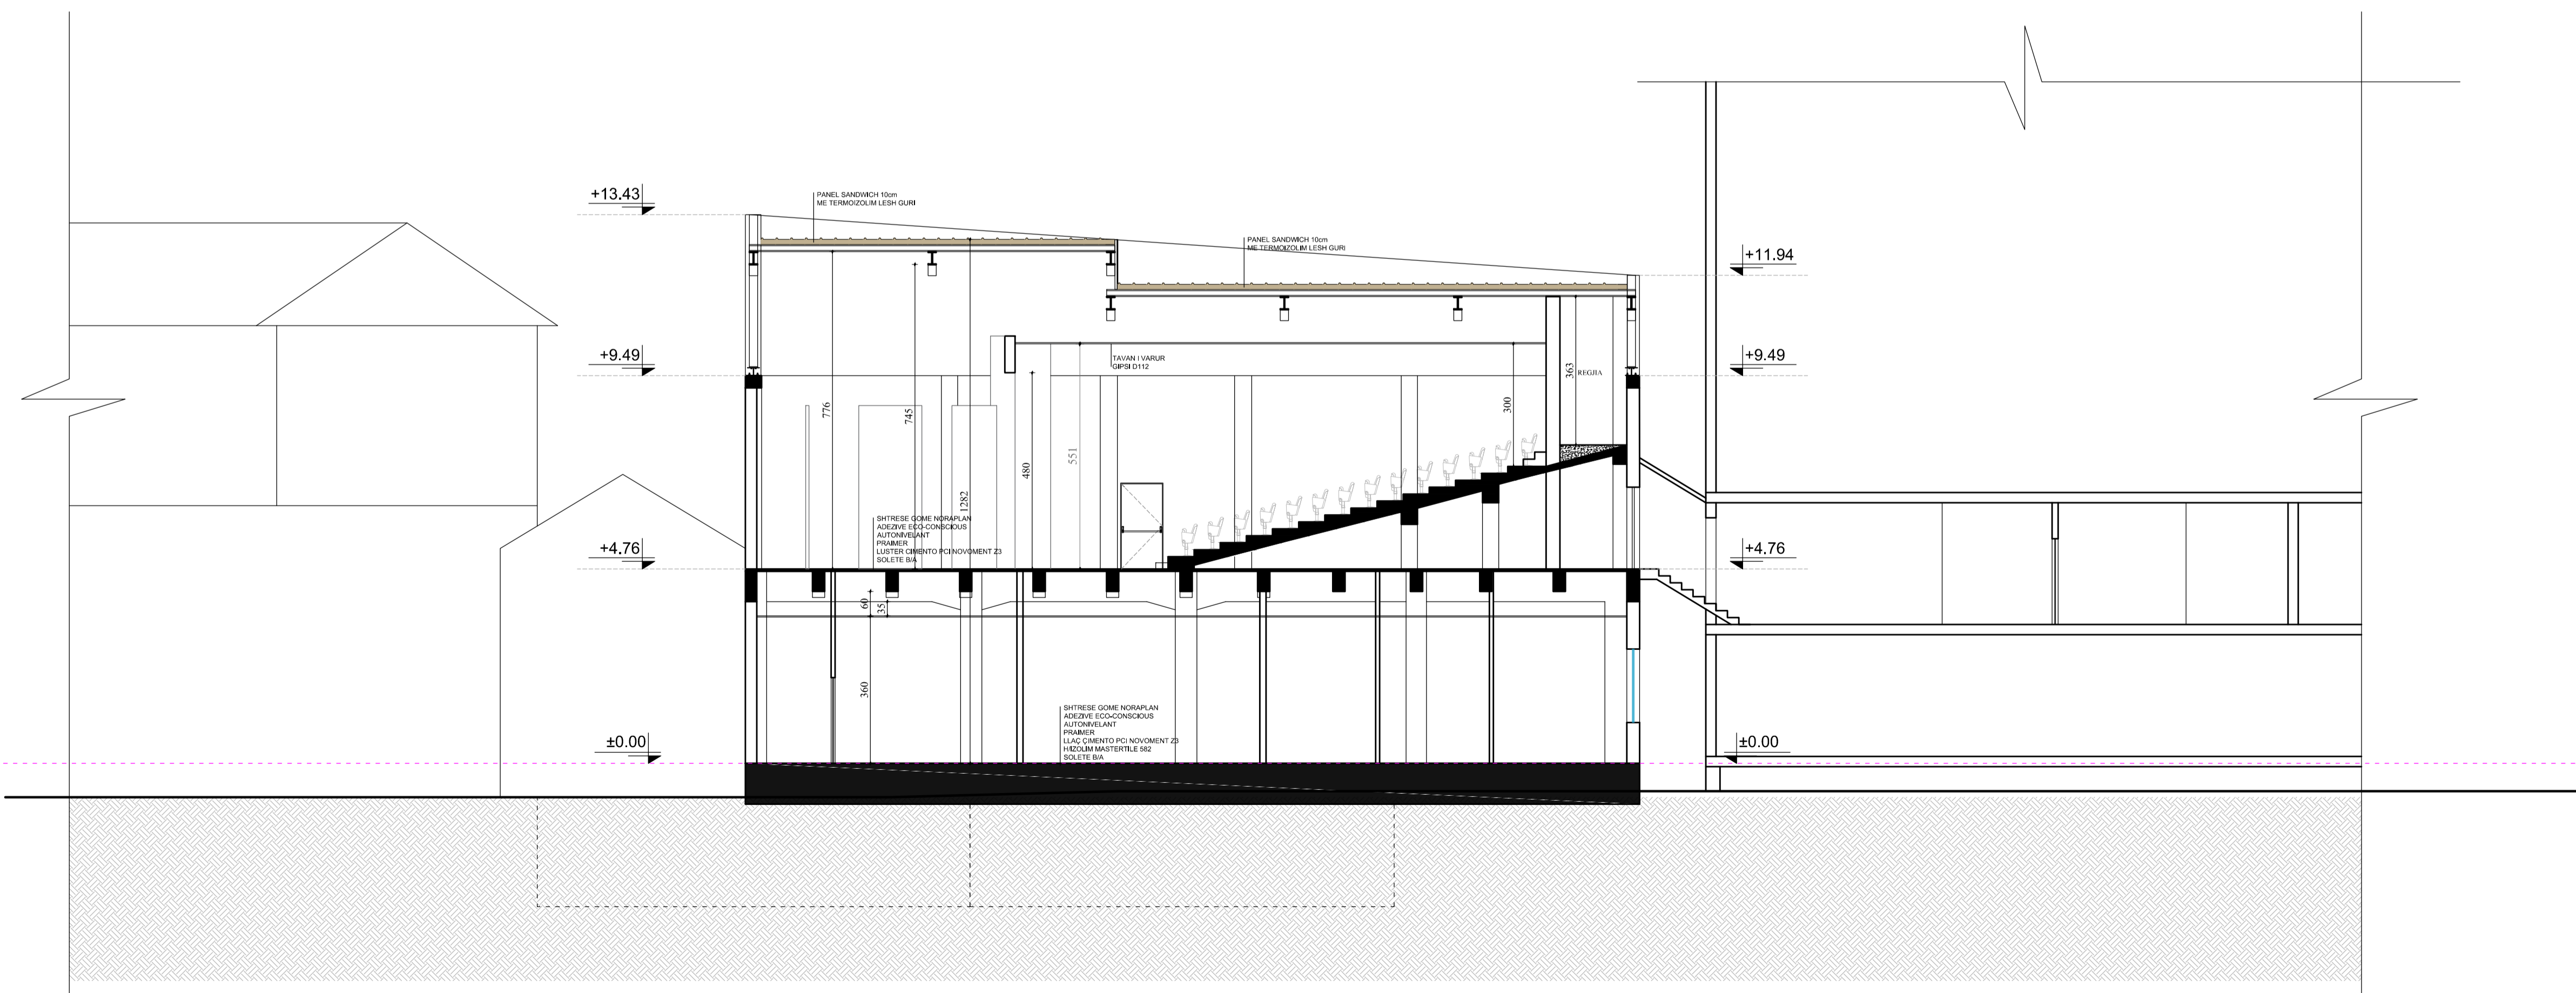 +13.43
PANEL SANDWICH 10cm
ME TERMOIZOLIM LESH GURI
PANEL SANDWICH 10cm
ME TERMOIZOLIM LESH GURI
+11.94
+9.49
TAVAN I VARUR
GIPSI D112
363
REGJIA
+9.49
776
745
300
551
480
1282
SHTRESE GOME NORAPLAN
ADEZIVE ECO-CONSCIOUS
AUTONIVELANT
PRAIMER
LUSTER CIMENTO PCI NOVOMENT Z3
SOLETE B/A
+4.76
+4.76
60
35
360
SHTRESE GOME NORAPLAN
ADEZIVE ECO-CONSCIOUS
AUTONIVELANT
PRAIMER
LLAÇ ÇIMENTO PCI NOVOMENT Z3
H/IZOLIM MASTERTILE 582
SOLETE B/A
±0.00
±0.00